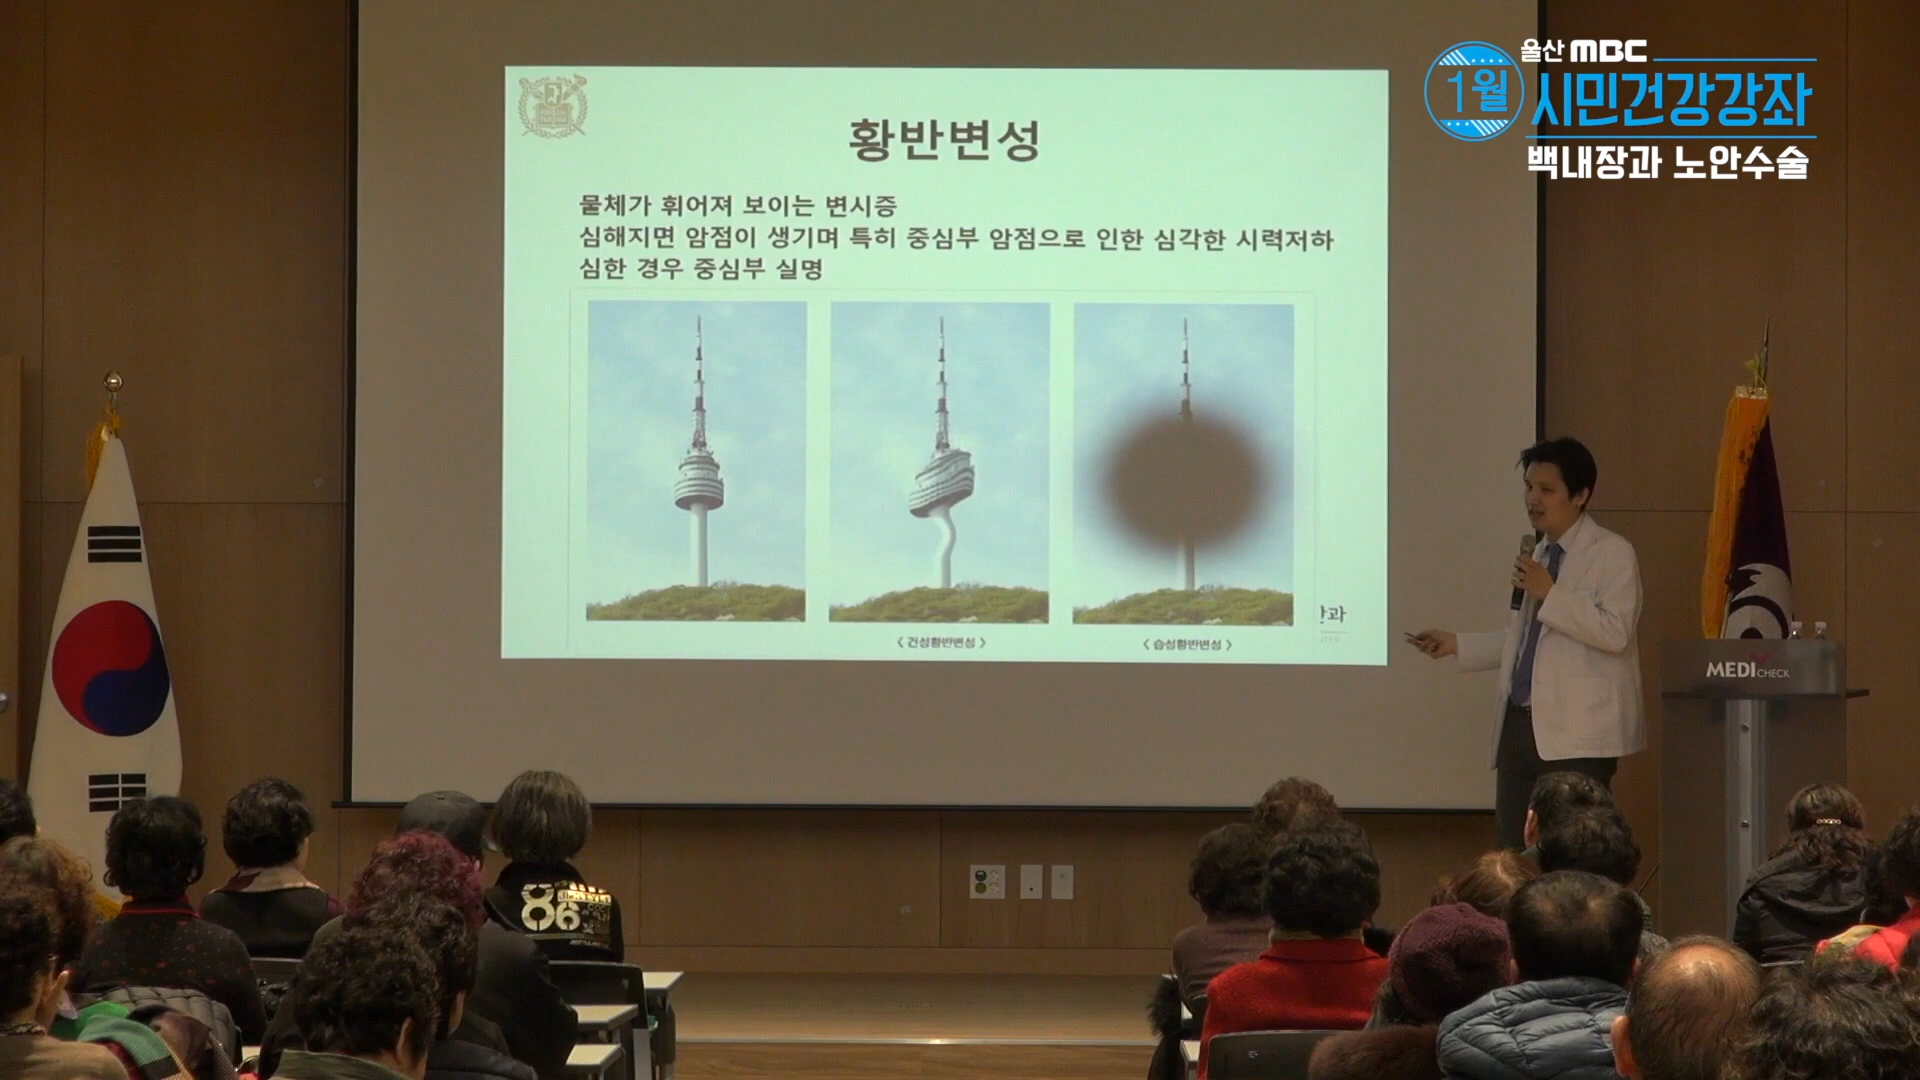 울산 MBC
1월 시민건강강좌
백내장과 노안수술
황반변성
물체가 휘어져 보이는 변시증
심해지면 암점이 생기며 특히 중심부 암점으로 인한 심각한 시력저하
심한 경우 중심부 실명
< 건성황반변성 >
< 습성황반변성 >
과
MEDICHECK
86